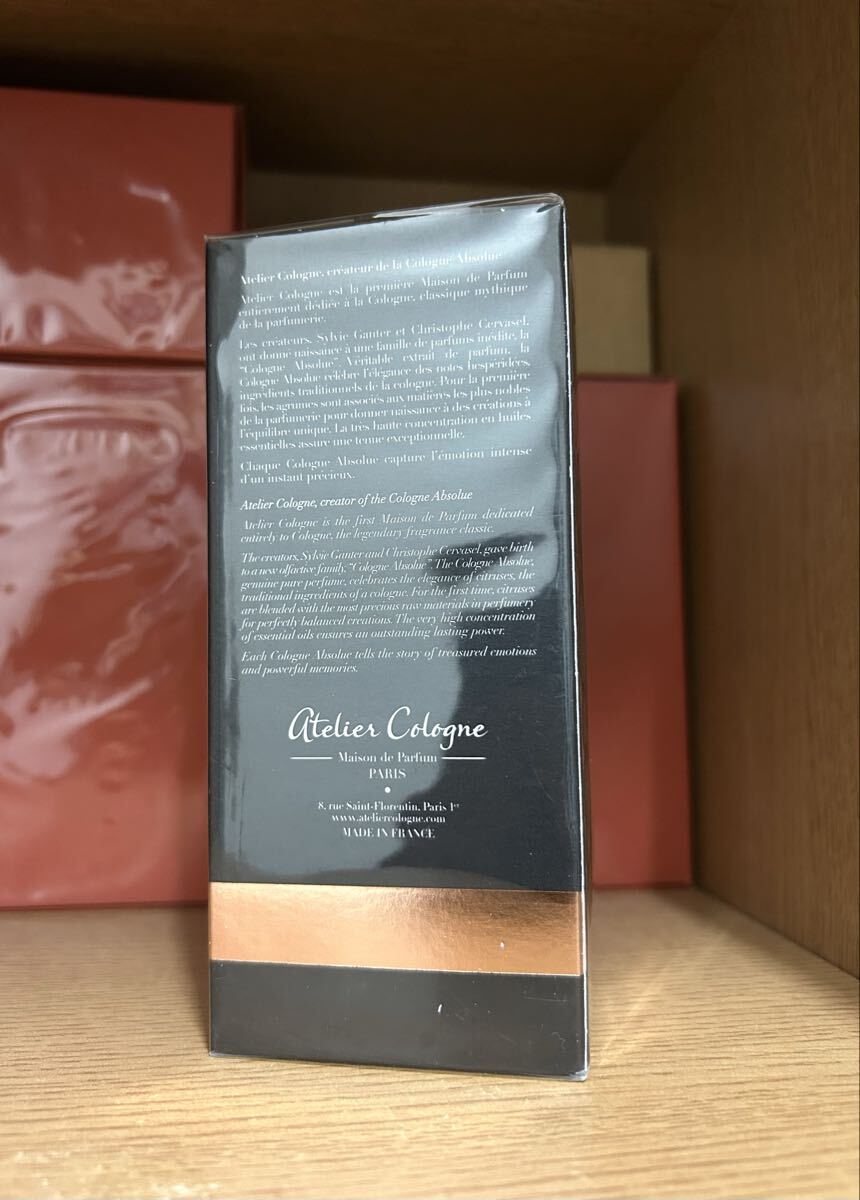 Atelier Cologne, créateur de la Cologne Absolue
Atelier Cologne est la première Maison de Parfum
entièrement dédiée à la Cologne, classique mythique
de la parfumerie.
Les créateurs, Sylvie Ganter et Christophe Cervasel,
ont donné naissance à une famille de parfums inédite, la
"Cologne Absolue". Véritable extrait de parfum, la
Cologne Absolue célèbre l'élégance des notes hespéridées,
ingrédients traditionnels de la cologne. Pour la première
fois, les agrumes sont associés aux matières les plus nobles
de la parfumerie pour donner naissance à des créations à
l'équilibre unique. La très haute concentration en huiles
essentielles assure une tenue exceptionnelle.
Chaque Cologne Absolue capture l'émotion intense
d'un instant précieux.
Atelier Cologne, creator of the Cologne Absolue
Atelier Cologne is the first Maison de Parfum dedicated
entirely to Cologne, the legendary fragrance classic.
The creators, Sylvie Ganter and Christophe Cervasel, gave birth
to a new olfactive family, "Cologne Absolue". The Cologne Absolue,
genuine pure perfume, celebrates the elegance of citruses, the
traditional ingredients of a cologne. For the first time, citruses
are blended with the most precious raw materials in perfumery
for perfectly balanced creations. The very high concentration
of essential oils ensures an outstanding lasting power.
Each Cologne Absolue tells the story of treasured emotions
and powerful memories.
Atelier Cologne
Maison de Parfum
PARIS
8, rue Saint-Florentin, Paris 1er
www.ateliercologne.com
MADE IN FRANCE